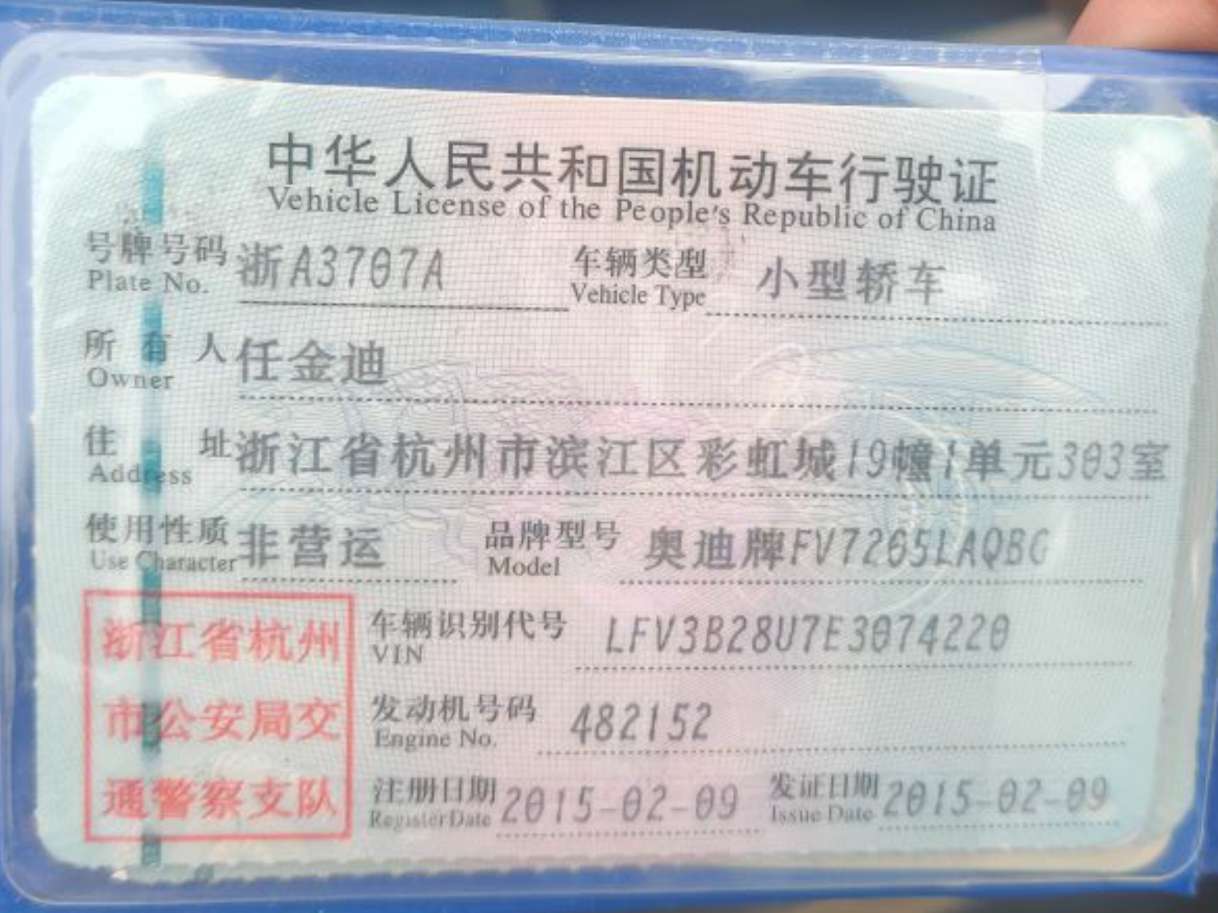 中华人民共和国机动车行驶证
Vehicle License of the People's Republic of China
号牌号码 浙A3707A 车辆类型 小型轿车
Plate No. Vehicle Type
所有人 任金迪
Owner
住址 浙江省杭州市滨江区彩虹城19幢1单元303室
Address
使用性质 非营运 品牌型号 奥迪牌FV7265LAQBG
Use Character Model
浙江省杭州
市公安局交
通警察支队
车辆识别代号 LFV3B28U7E3074220
VIN
发动机号码 482152
Engine No.
注册日期 2015-02-09 发证日期 2015-02-09
Register Date Issue Date